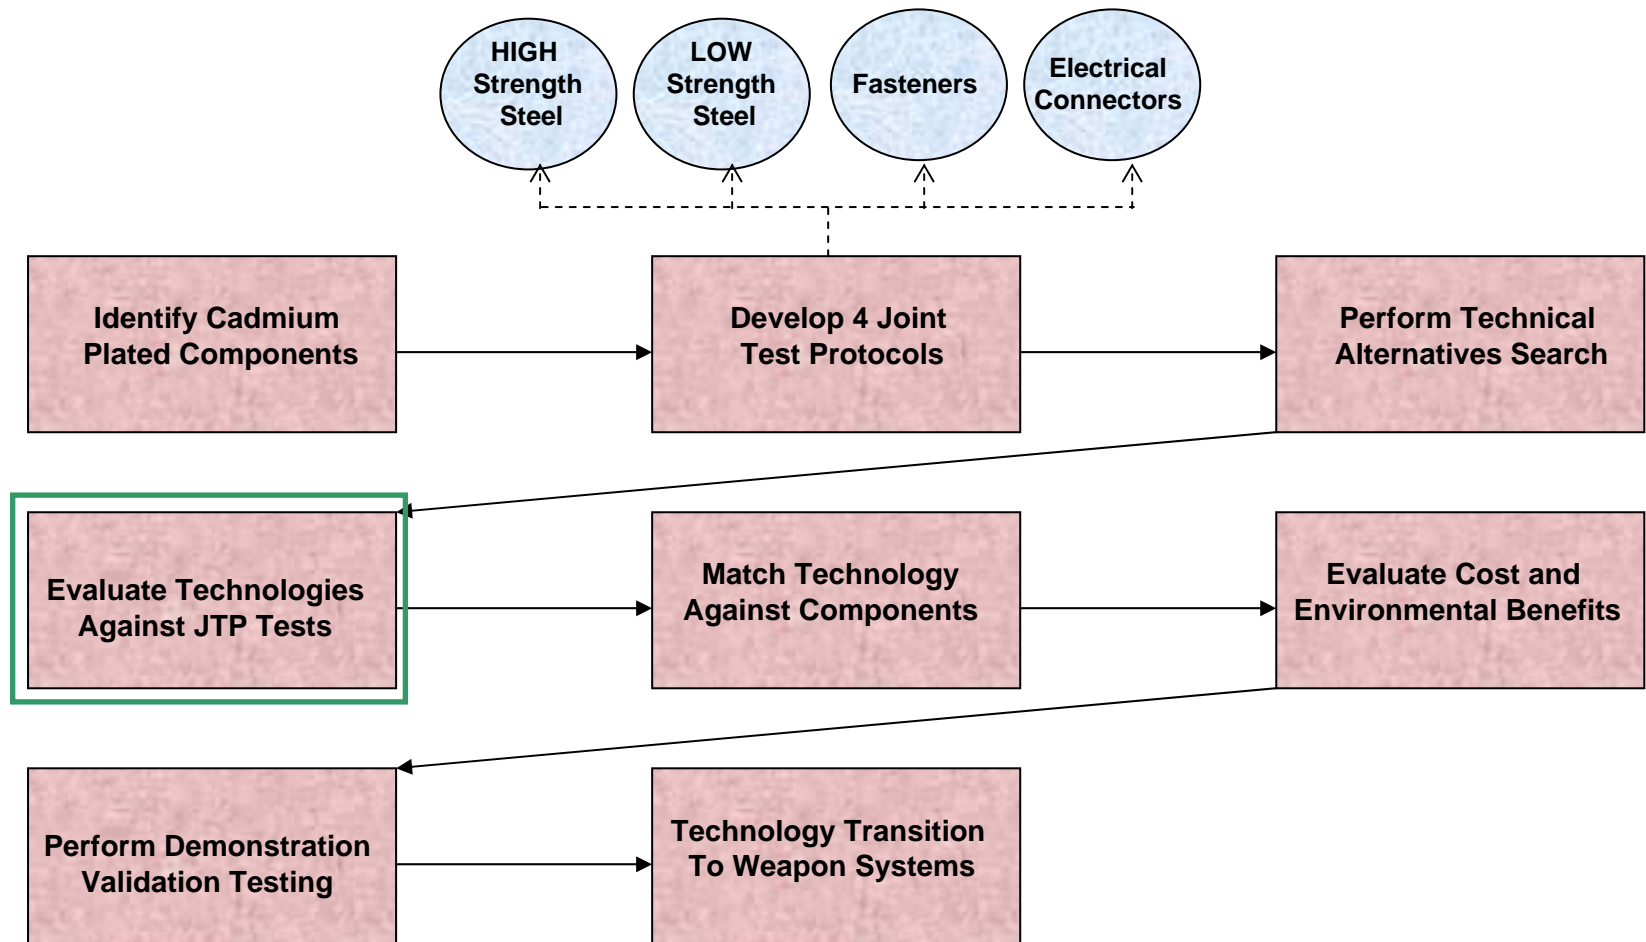 HIGH
Strength
Steel
LOW
Strength
Steel
Fasteners
Electrical
Connectors
Identify Cadmium
Plated Components
Develop 4 Joint
Test Protocols
Perform Technical
Alternatives Search
Evaluate Technologies
Against JTP Tests
Match Technology
Against Components
Evaluate Cost and
Environmental Benefits
Perform Demonstration
Validation Testing
Technology Transition
To Weapon Systems